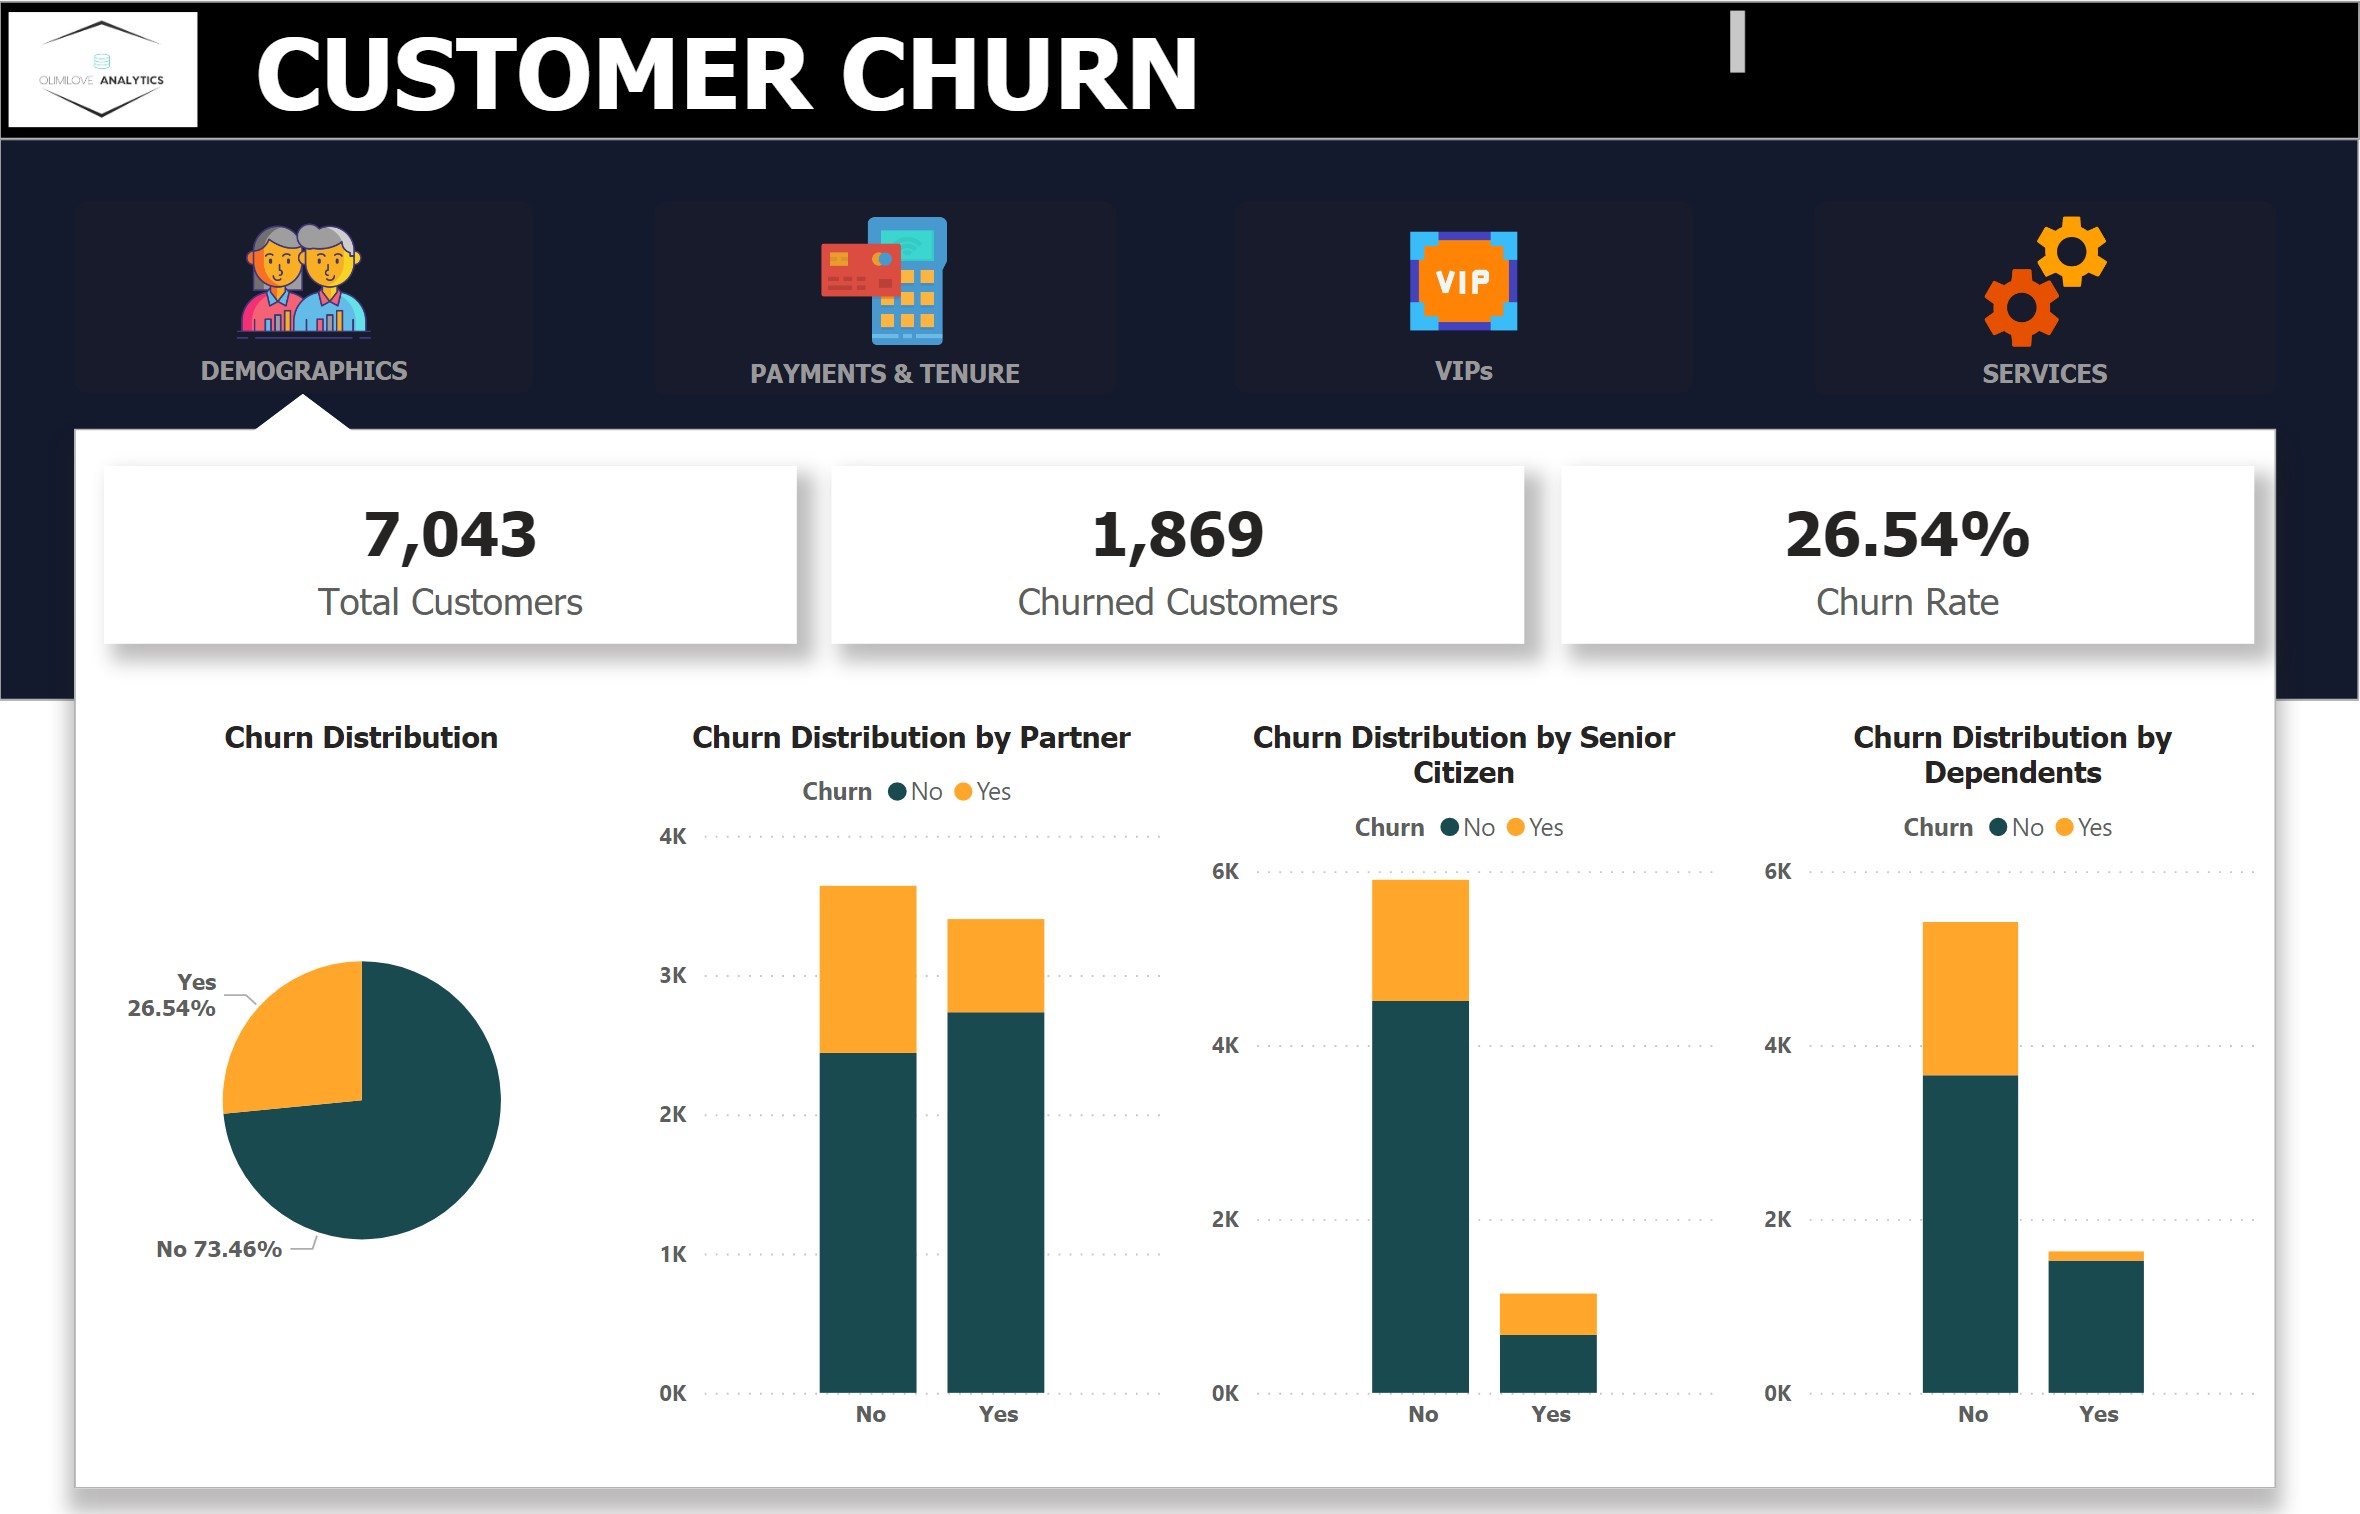 OLIMILOVE ANALYTICS
CUSTOMER CHURN
DEMOGRAPHICS
PAYMENTS & TENURE
VIP
VIPs
SERVICES
7,043
Total Customers
1,869
Churned Customers
26.54%
Churn Rate
Churn Distribution
Yes
26.54%
No 73.46%
Churn Distribution by Partner
Churn No Yes
4K
3K
2K
1K
0K
No Yes
Churn Distribution by Senior
Citizen
Churn No Yes
6K
4K
2K
0K
No Yes
Churn Distribution by
Dependents
Churn No Yes
6K
4K
2K
0K
No Yes